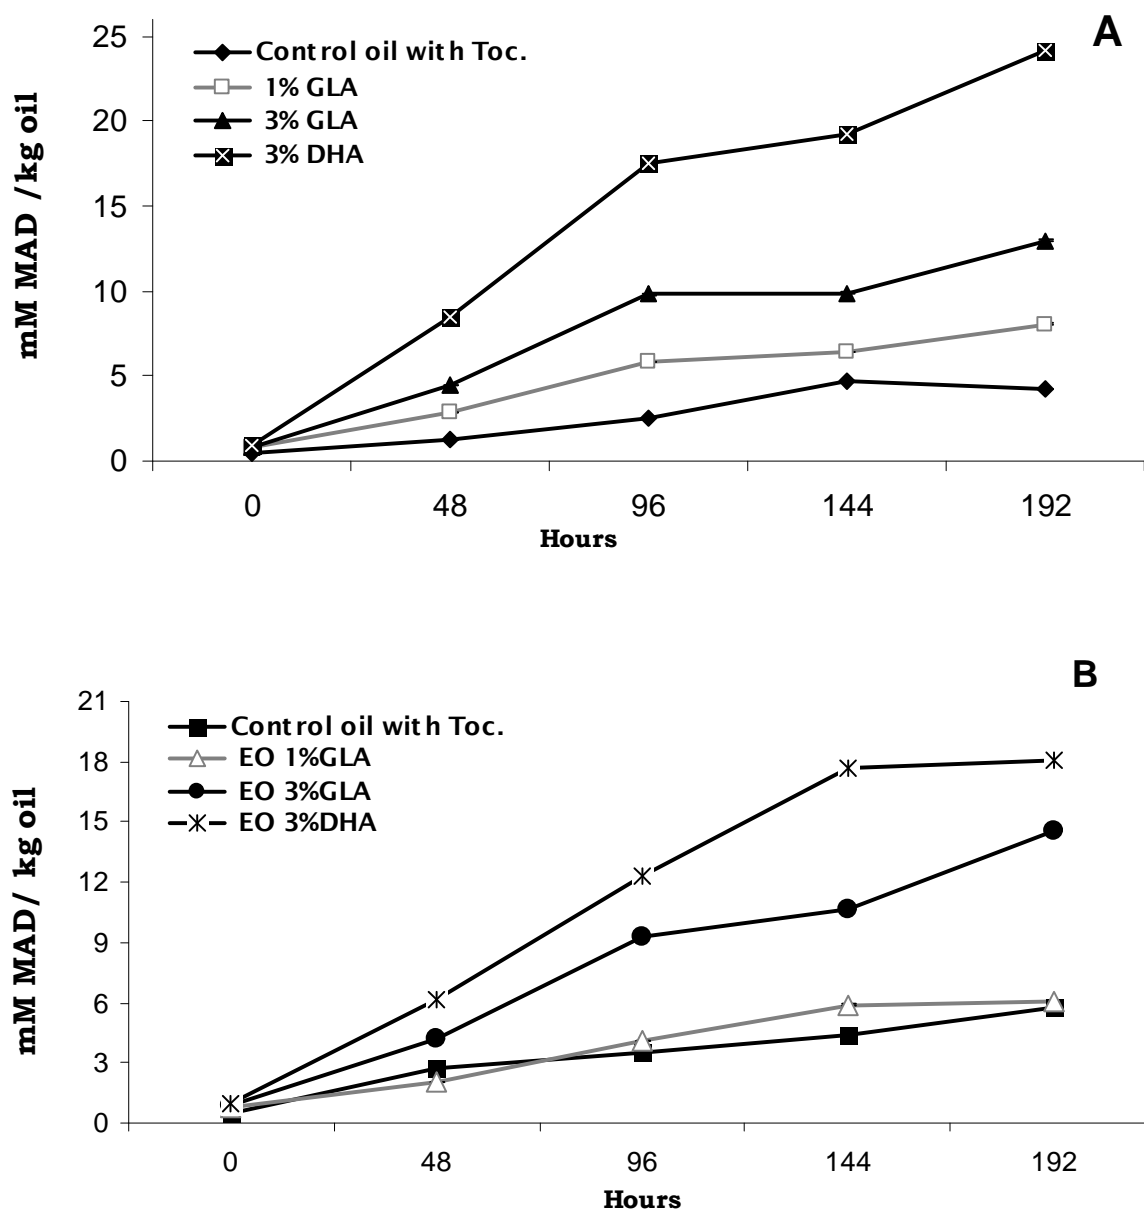 A
25
20
15
10
5
0
mM MAD /kg oil
Control oil with Toc.
1% GLA
3% GLA
3% DHA
0 48 96 144 192
Hours
B
21
18
15
12
9
6
3
0
mM MAD/ kg oil
Control oil with Toc.
EO 1%GLA
EO 3%GLA
EO 3%DHA
0 48 96 144 192
Hours